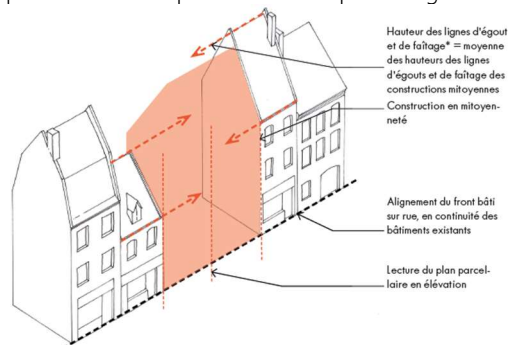 Hauteur des lignes d'égout
et de faîtage* = moyenne
des hauteurs des lignes
d'égouts et de faîtage des
constructions mitoyennes
Construction en mitoyen-
neté
Alignement du front bâti
sur rue, en continuité des
bâtiments existants
Lecture du plan parcel-
laire en élévation